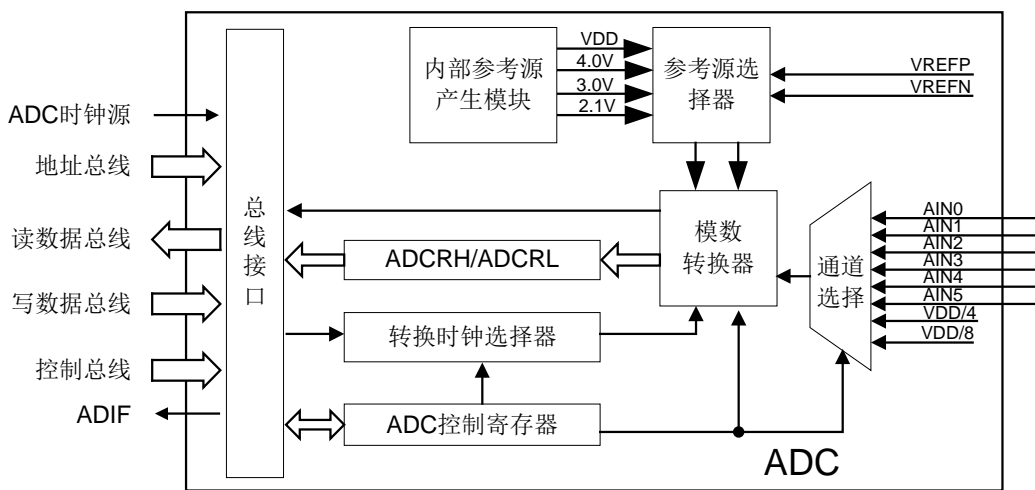 ADC时钟源
地址总线
读数据总线
写数据总线
控制总线
ADIF
总线接口
内部参考源
产生模块
VDD
4.0V
3.0V
2.1V
参考源选
择器
VREFP
VREFN
模数
转换器
ADCRH/ADCRL
转换时钟选择器
ADC控制寄存器
通道
选择
AIN0
AIN1
AIN2
AIN3
AIN4
AIN5
VDD/4
VDD/8
ADC